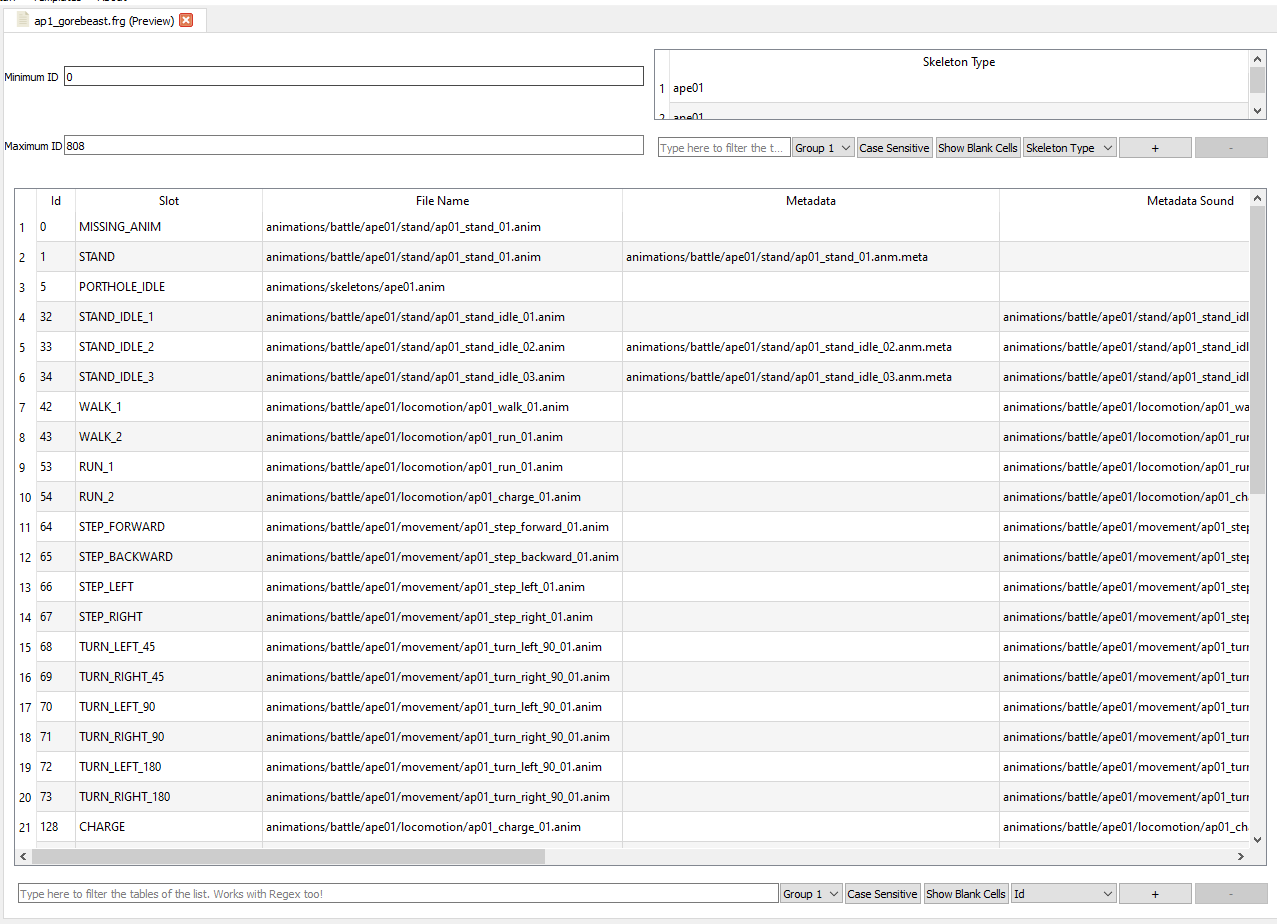 Templates About
ap1_gorebeast.frg (Preview)
Minimum ID 0
Skeleton Type
1 ape01
2 ape01
Maximum ID 808
Type here to filter the t... Group 1 Case Sensitive Show Blank Cells Skeleton Type + -
Id Slot File Name Metadata Metadata Sound
1 0 MISSING_ANIM animations/battle/ape01/stand/ap01_stand_01.anim
2 1 STAND animations/battle/ape01/stand/ap01_stand_01.anim animations/battle/ape01/stand/ap01_stand_01.anm.meta
3 5 PORTHOLE_IDLE animations/skeletons/ape01.anim
4 32 STAND_IDLE_1 animations/battle/ape01/stand/ap01_stand_idle_01.anim animations/battle/ape01/stand/ap01_stand_idl
5 33 STAND_IDLE_2 animations/battle/ape01/stand/ap01_stand_idle_02.anim animations/battle/ape01/stand/ap01_stand_idle_02.anm.meta animations/battle/ape01/stand/ap01_stand_idl
6 34 STAND_IDLE_3 animations/battle/ape01/stand/ap01_stand_idle_03.anim animations/battle/ape01/stand/ap01_stand_idle_03.anm.meta animations/battle/ape01/stand/ap01_stand_idl
7 42 WALK_1 animations/battle/ape01/locomotion/ap01_walk_01.anim animations/battle/ape01/locomotion/ap01_wa
8 43 WALK_2 animations/battle/ape01/locomotion/ap01_run_01.anim animations/battle/ape01/locomotion/ap01_rur
9 53 RUN_1 animations/battle/ape01/locomotion/ap01_run_01.anim animations/battle/ape01/locomotion/ap01_rur
10 54 RUN_2 animations/battle/ape01/locomotion/ap01_charge_01.anim animations/battle/ape01/locomotion/ap01_ch
11 64 STEP_FORWARD animations/battle/ape01/movement/ap01_step_forward_01.anim animations/battle/ape01/movement/ap01_step
12 65 STEP_BACKWARD animations/battle/ape01/movement/ap01_step_backward_01.anim animations/battle/ape01/movement/ap01_step
13 66 STEP_LEFT animations/battle/ape01/movement/ap01_step_left_01.anim animations/battle/ape01/movement/ap01_step
14 67 STEP_RIGHT animations/battle/ape01/movement/ap01_step_right_01.anim animations/battle/ape01/movement/ap01_step
15 68 TURN_LEFT_45 animations/battle/ape01/movement/ap01_turn_left_90_01.anim animations/battle/ape01/movement/ap01_turr
16 69 TURN_RIGHT_45 animations/battle/ape01/movement/ap01_turn_right_90_01.anim animations/battle/ape01/movement/ap01_turr
17 70 TURN_LEFT_90 animations/battle/ape01/movement/ap01_turn_left_90_01.anim animations/battle/ape01/movement/ap01_turr
18 71 TURN_RIGHT_90 animations/battle/ape01/movement/ap01_turn_right_90_01.anim animations/battle/ape01/movement/ap01_turr
19 72 TURN_LEFT_180 animations/battle/ape01/movement/ap01_turn_left_90_01.anim animations/battle/ape01/movement/ap01_turr
20 73 TURN_RIGHT_180 animations/battle/ape01/movement/ap01_turn_right_90_01.anim animations/battle/ape01/movement/ap01_turr
21 128 CHARGE animations/battle/ape01/locomotion/ap01_charge_01.anim animations/battle/ape01/locomotion/ap01_ch
Type here to filter the tables of the list. Works with Regex too! Group 1 Case Sensitive Show Blank Cells Id + -